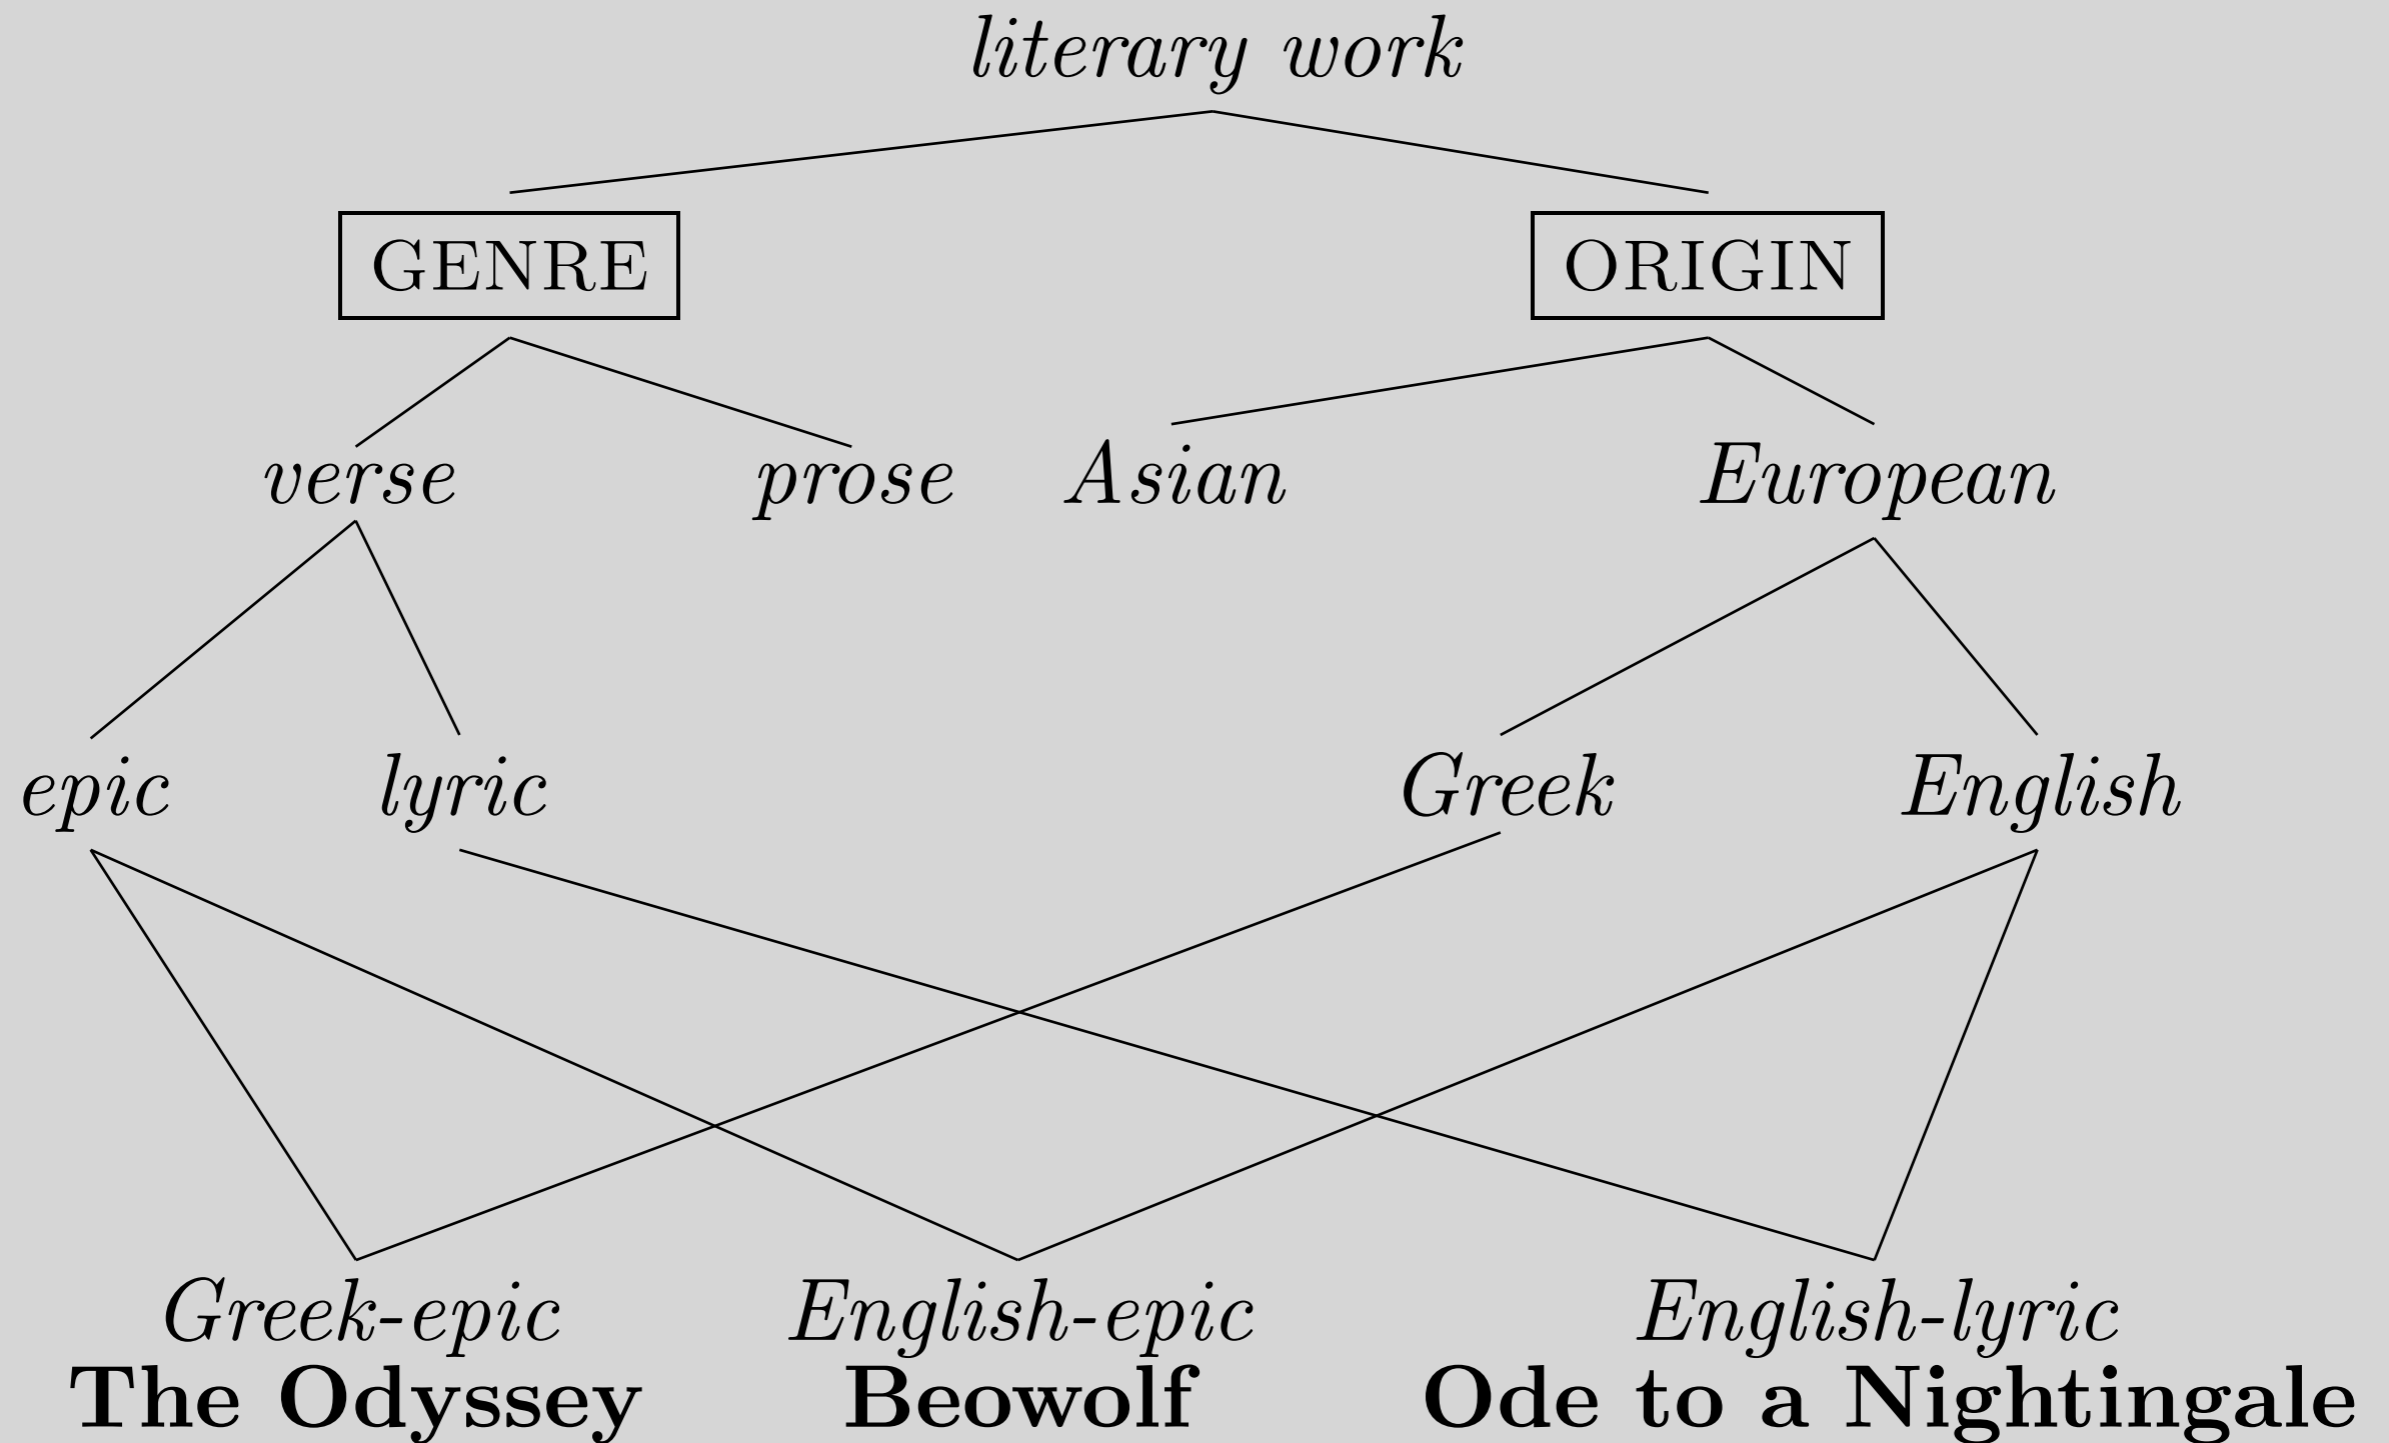 literary work
GENRE ORIGIN
verse prose Asian European
epic lyric Greek English
Greek-epic English-epic English-lyric
The Odyssey Beowolf Ode to a Nightingale